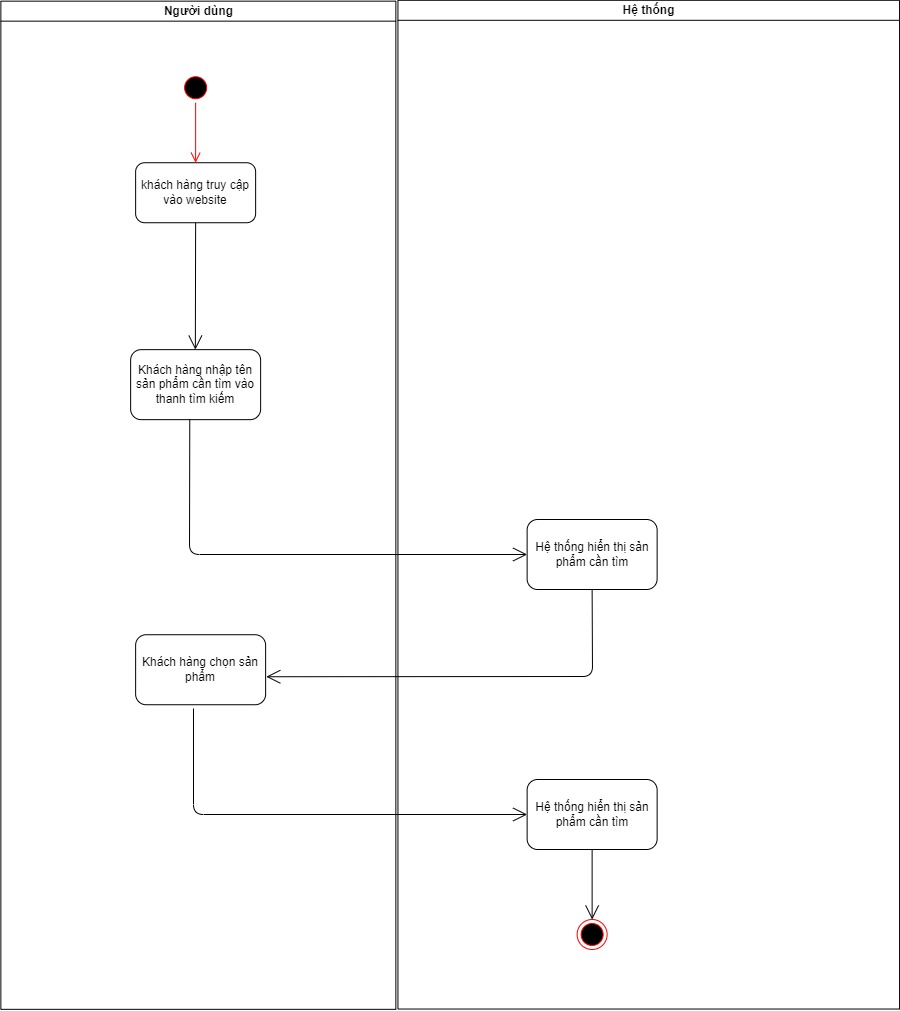 Người dùng
Hệ thống
khách hàng truy cập
vào website
Khách hàng nhập tên
sản phẩm cần tìm vào
thanh tìm kiếm
Hệ thống hiển thị sản
phẩm cần tìm
Khách hàng chọn sản
phẩm
Hệ thống hiển thị sản
phẩm cần tìm